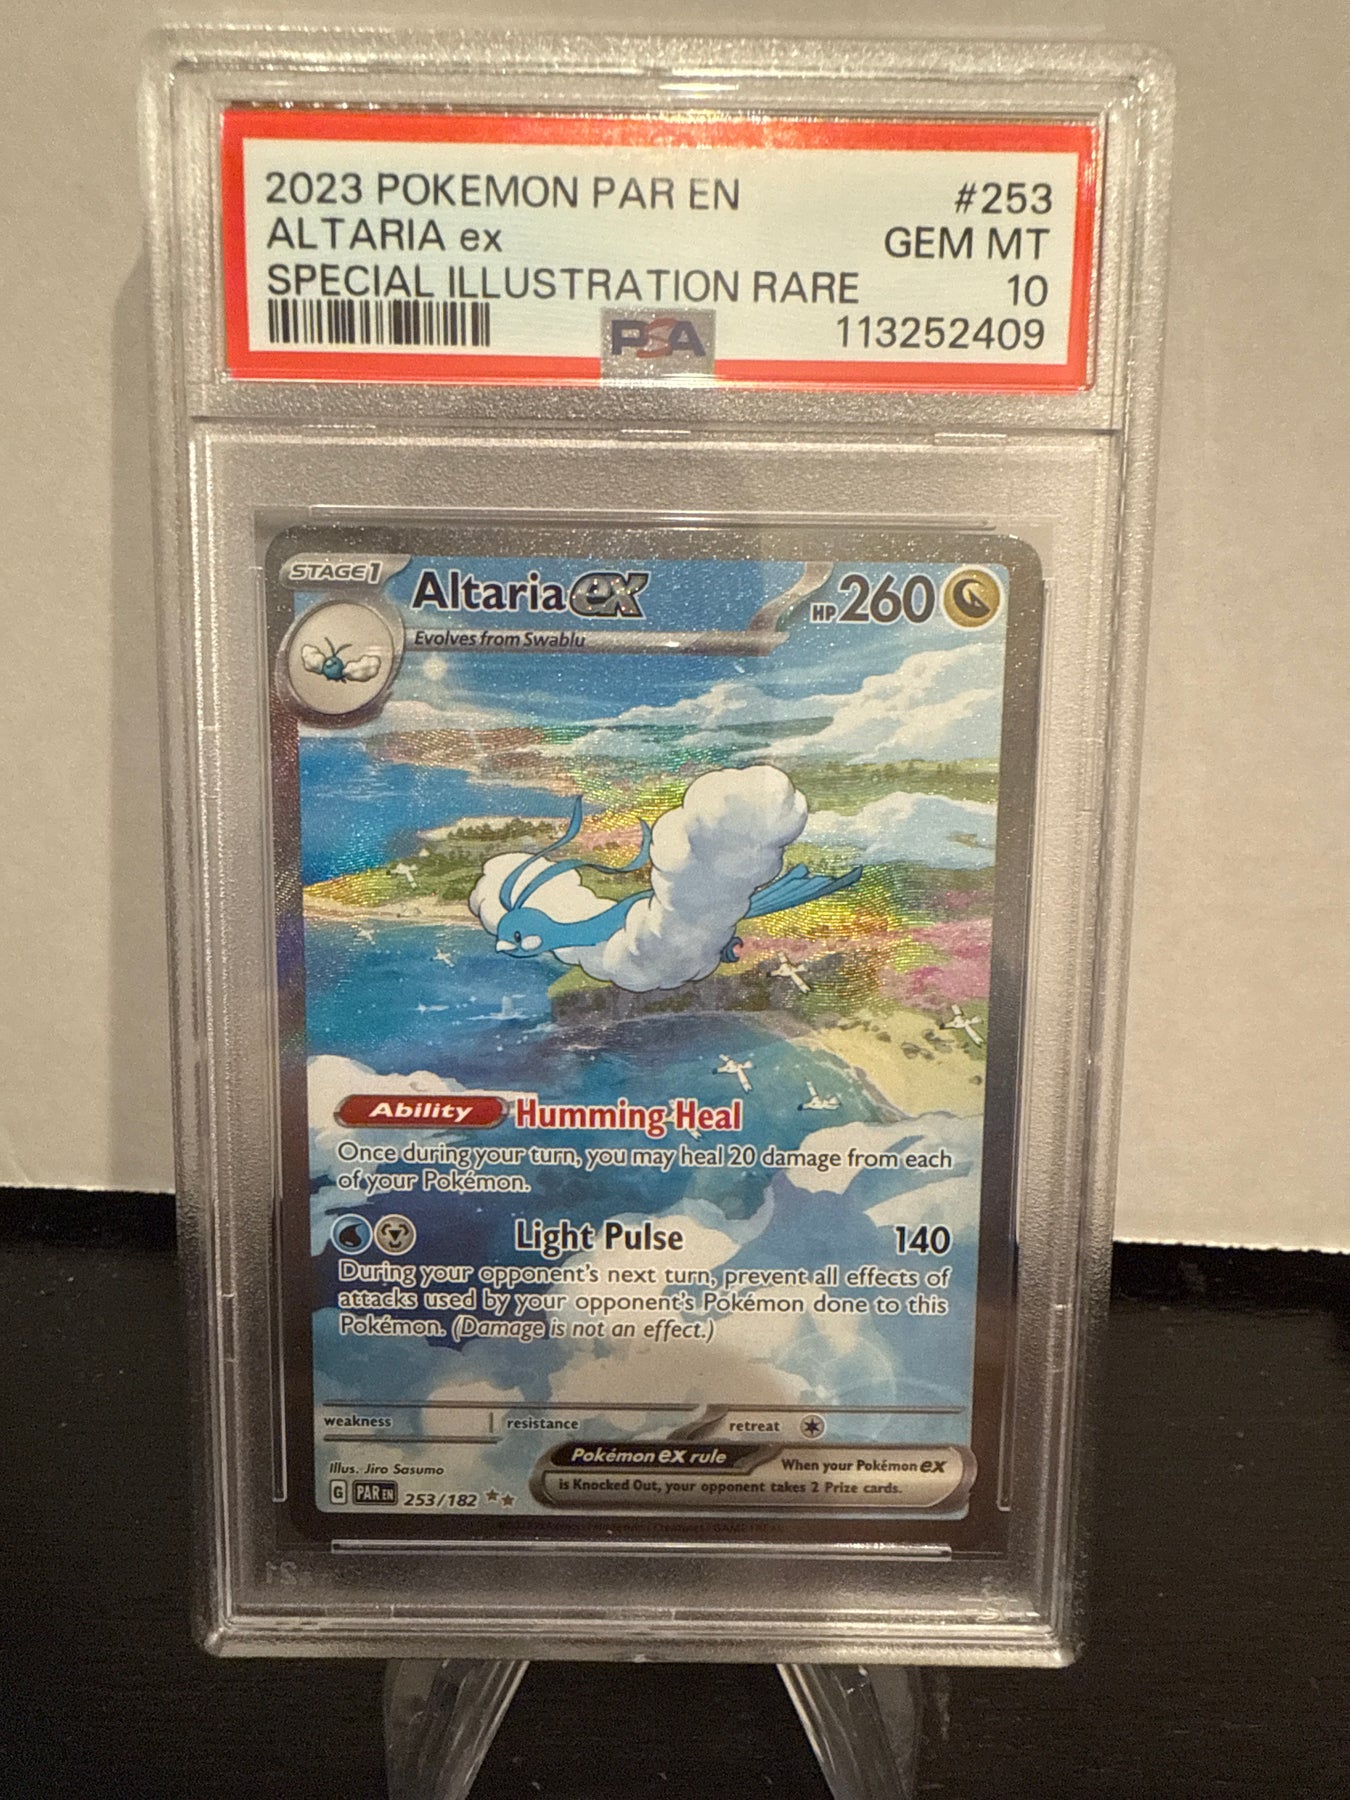 2023 POKEMON PAR EN #253
ALTARIA ex GEM MT
SPECIAL ILLUSTRATION RARE 10
PSA 113252409
STAGE1 Altaria ex HP 260
Evolves from Swablu
Ability Humming Heal
Once during your turn, you may heal 20 damage from each
of your Pokémon.
Light Pulse 140
During your opponent's next turn, prevent all effects of
attacks used by your opponent's Pokémon done to this
Pokémon. (Damage is not an effect.)
weakness resistance retreat
Pokémon ex rule When your Pokémon ex
is Knocked Out, your opponent takes 2 Prize cards.
Illus. Jiro Sasumo
G PAR EN 253/182